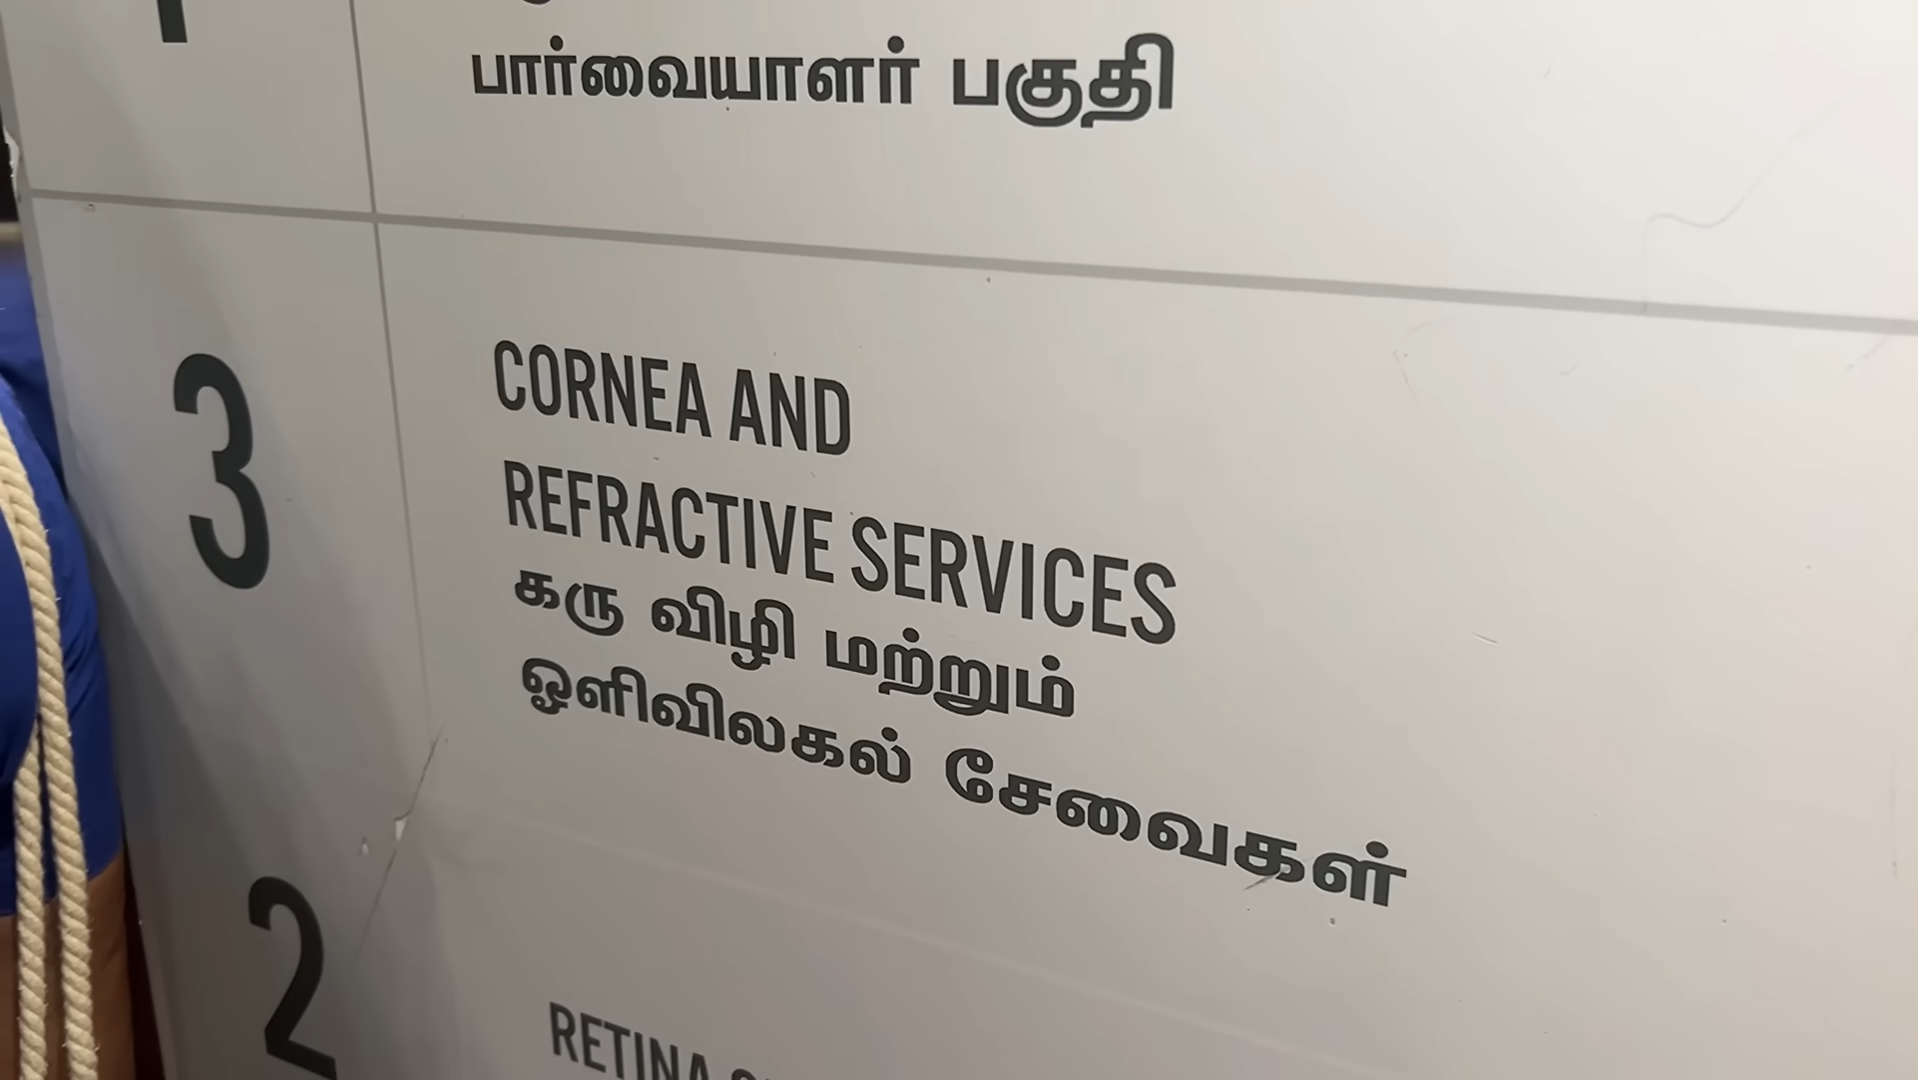 பார்வையாளர் பகுதி
3
CORNEA AND
REFRACTIVE SERVICES
கரு விழி மற்றும்
ஒளிவிலகல் சேவைகள்
2
RETINA